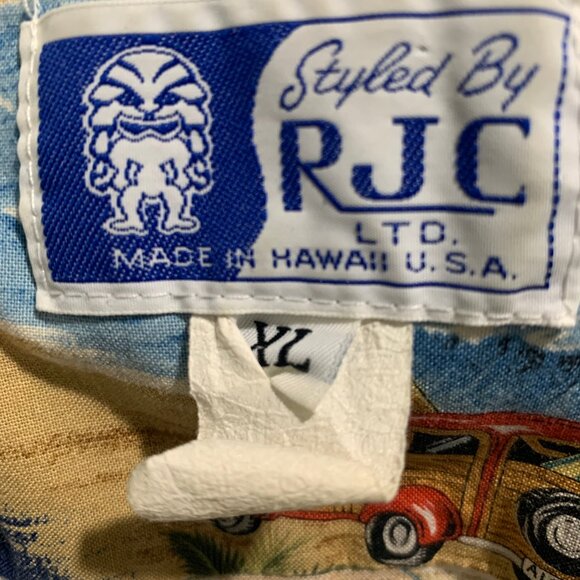 Styled By
RJC
LTD.
MADE IN HAWAII U.S.A.
XL